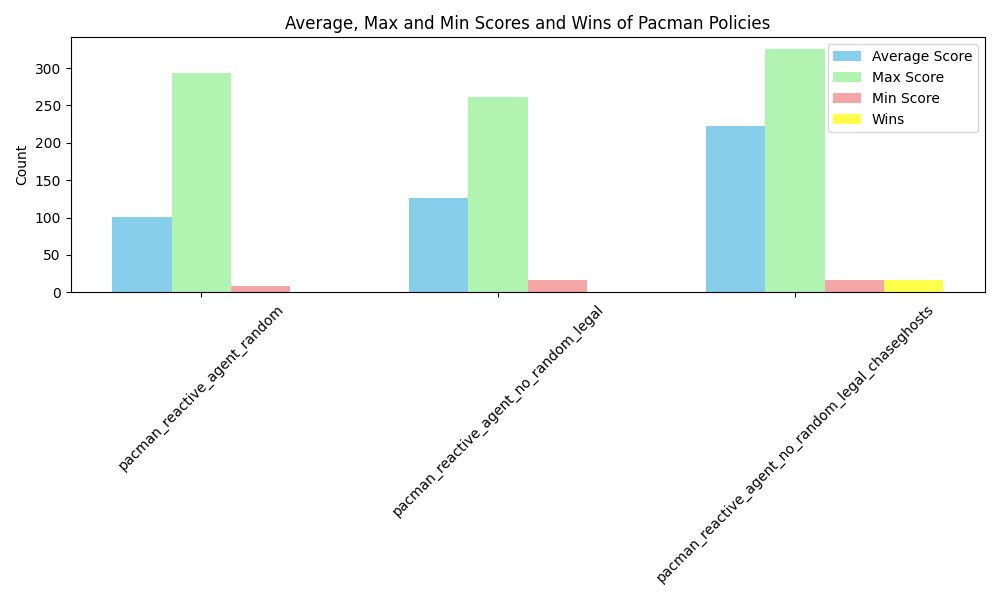 Average, Max and Min Scores and Wins of Pacman Policies
Average Score
Max Score
Min Score
Wins
Count
300
250
200
150
100
50
0
pacman_reactive_agent_random
pacman_reactive_agent_no_random_legal
pacman_reactive_agent_no_random_legal_chaseghosts